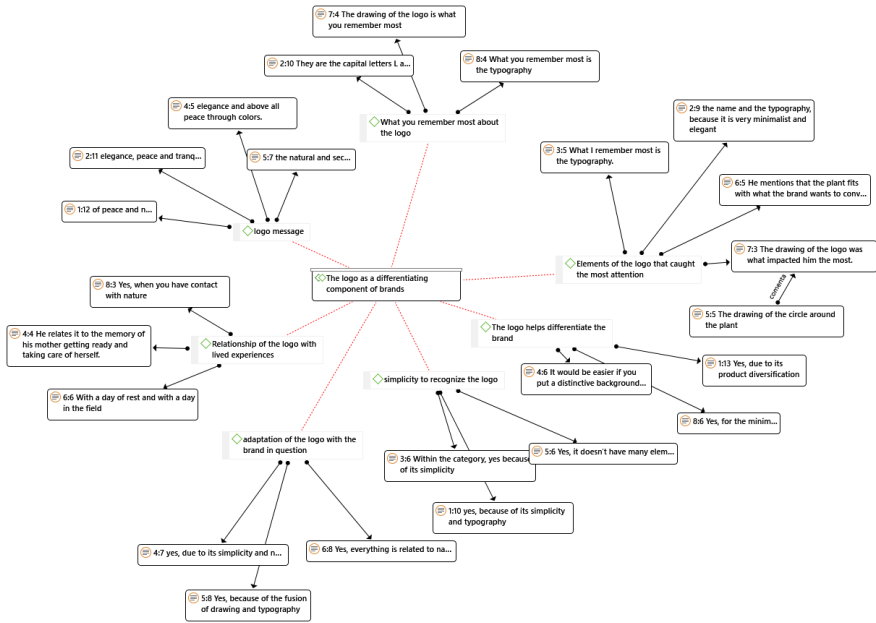 7:4 The drawing of the logo is what
you remember most
2:10 They are the capital letters L a...
8:4 What you remember most is
the typography
4:5 elegance and above all
peace through colors.
What you remember most about
the logo
2:9 the name and the typography,
because it is very minimalist and
elegant
2:11 elegance, peace and tranq...
5:7 the natural and sec...
3:5 What I remember most is
the typography.
6:5 He mentions that the plant fits
with what the brand wants to conv...
1:12 of peace and n...
logo message
7:3 The drawing of the logo was
what impacted him the most.
Elements of the logo that caught
the most attention
The logo as a differentiating
component of brands
comenta
8:3 Yes, when you have contact
with nature
5:5 The drawing of the circle around
the plant
4:4 He relates it to the memory of
his mother getting ready and
taking care of herself.
Relationship of the logo with
lived experiences
The logo helps differentiate the
brand
1:13 Yes, due to its
product diversification
4:6 It would be easier if you
put a distinctive background...
simplicity to recognize the logo
6:6 With a day of rest and with a day
in the field
8:6 Yes, for the minim...
adaptation of the logo with the
brand in question
3:6 Within the category, yes because
of its simplicity
5:6 Yes, it doesn't have many elem...
1:10 yes, because of its simplicity
and typography
4:7 yes, due to its simplicity and n...
6:8 Yes, everything is related to na...
5:8 Yes, because of the fusion
of drawing and typography